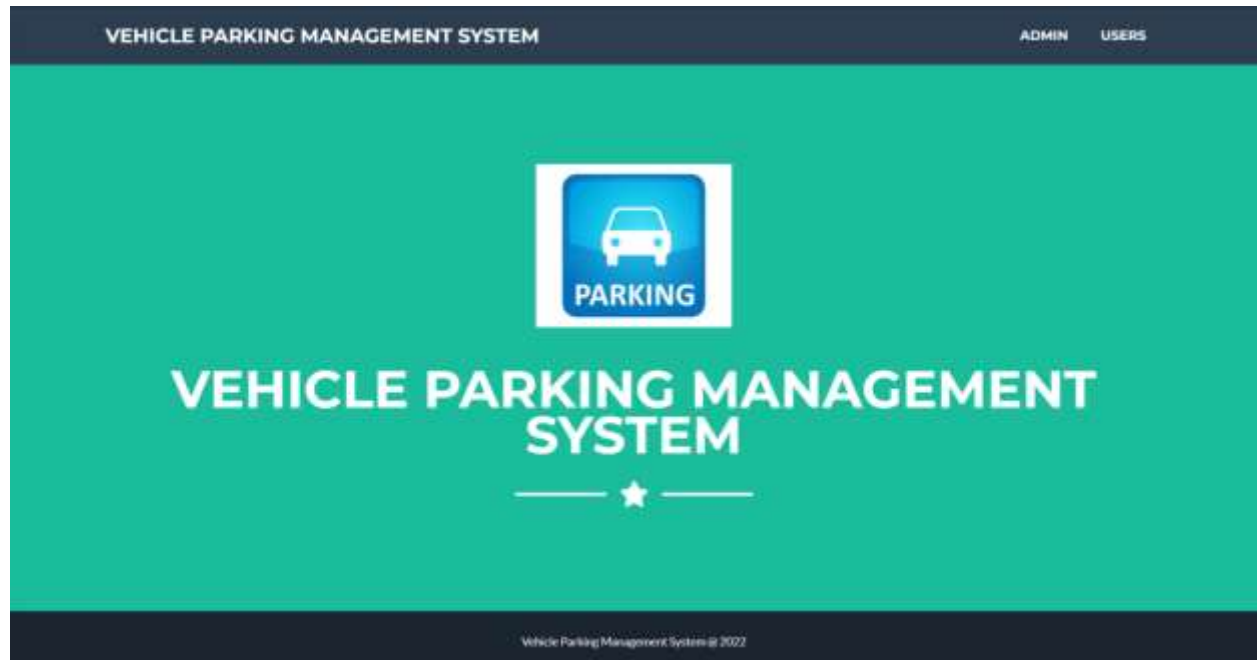 VEHICLE PARKING MANAGEMENT SYSTEM
ADMIN USERS
PARKING
VEHICLE PARKING MANAGEMENT
SYSTEM
Vehicle Parking Management System @ 2022